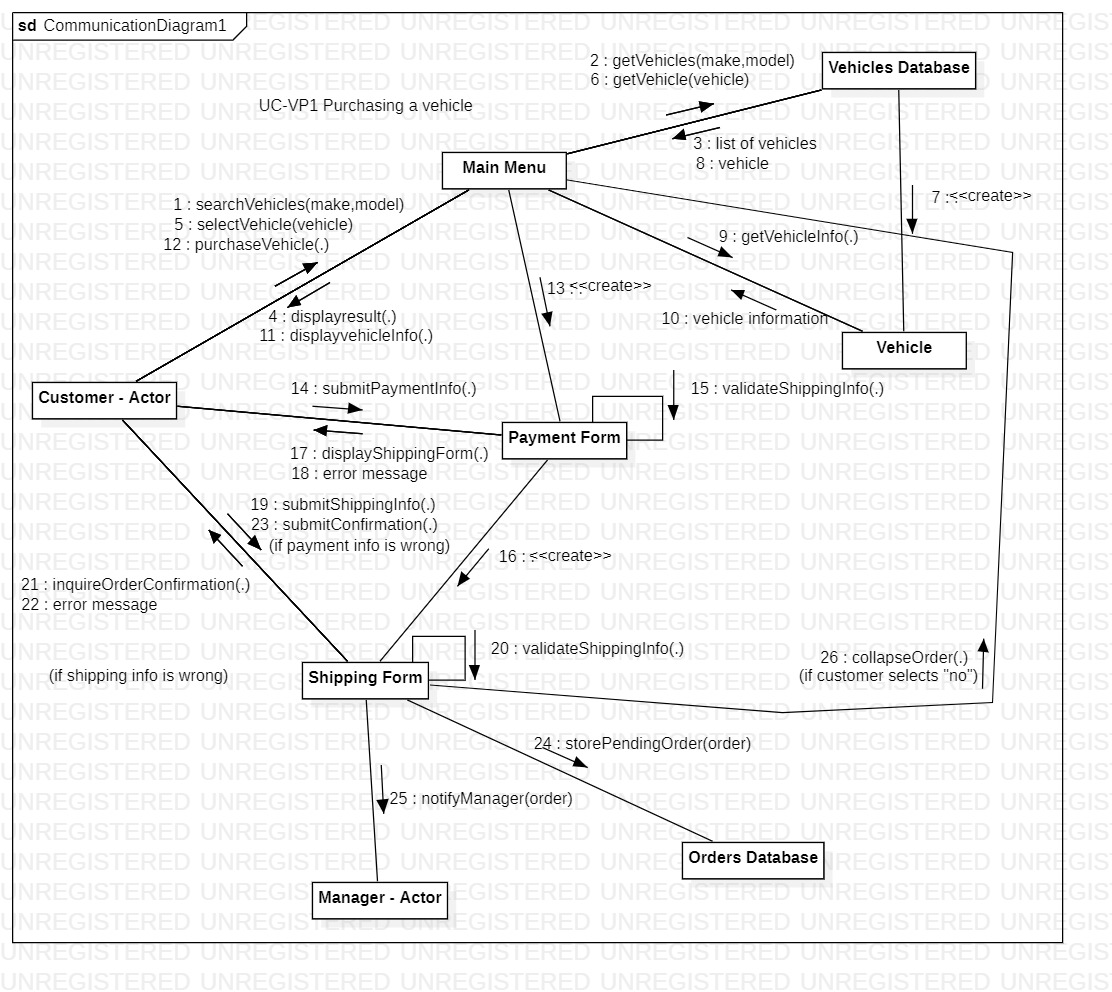 sd CommunicationDiagram1
UC-VP1 Purchasing a vehicle
2 : getVehicles(make,model)
6 : getVehicle(vehicle)
Vehicles Database
3 : list of vehicles
8 : vehicle
Main Menu
7 : <<create>>
1 : searchVehicles(make,model)
5 : selectVehicle(vehicle)
12 : purchaseVehicle(.)
9 : getVehicleInfo(.)
13 : <<create>>
4 : displayresult(.)
11 : displayvehicleInfo(.)
10 : vehicle information
Vehicle
Customer - Actor
14 : submitPaymentInfo(.)
15 : validateShippingInfo(.)
Payment Form
17 : displayShippingForm(.)
18 : error message
19 : submitShippingInfo(.)
23 : submitConfirmation(.)
(if payment info is wrong)
16 : <<create>>
21 : inquireOrderConfirmation(.)
22 : error message
20 : validateShippingInfo(.)
26 : collapseOrder(.)
(if customer selects "no")
(if shipping info is wrong)
Shipping Form
24 : storePendingOrder(order)
25 : notifyManager(order)
Orders Database
Manager - Actor
UNREGISTERED